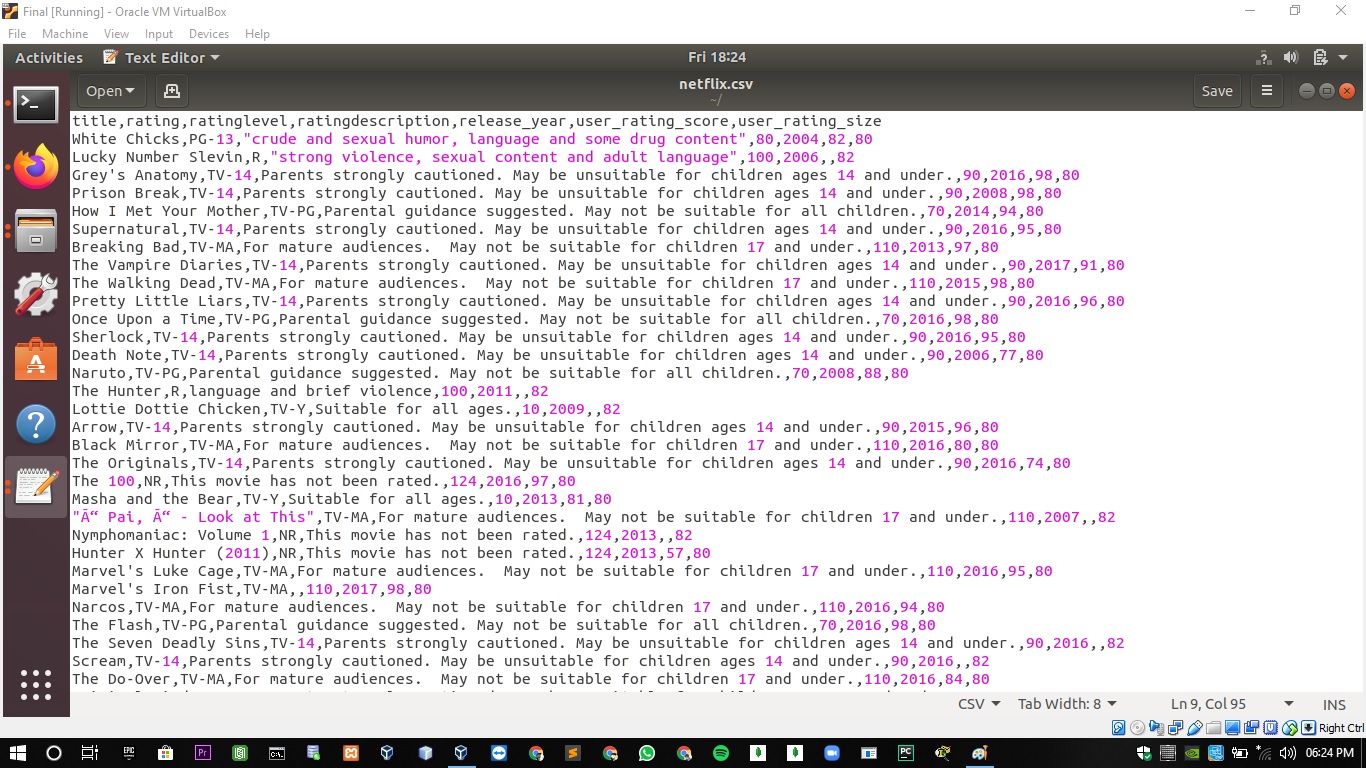 Final [Running] - Oracle VM VirtualBox
File Machine View Input Devices Help
Activities Text Editor Fri 18:24
Open netflix.csv Save
~/
title,rating,ratinglevel,ratingdescription,release_year,user_rating_score,user_rating_size
White Chicks,PG-13,"crude and sexual humor, language and some drug content",80,2004,82,80
Lucky Number Slevin,R,"strong violence, sexual content and adult language",100,2006,,82
Grey's Anatomy,TV-14,Parents strongly cautioned. May be unsuitable for children ages 14 and under.,90,2016,98,80
Prison Break,TV-14,Parents strongly cautioned. May be unsuitable for children ages 14 and under.,90,2008,98,80
How I Met Your Mother,TV-PG,Parental guidance suggested. May not be suitable for all children.,70,2014,94,80
Supernatural,TV-14,Parents strongly cautioned. May be unsuitable for children ages 14 and under.,90,2016,95,80
Breaking Bad,TV-MA,For mature audiences.  May not be suitable for children 17 and under.,110,2013,97,80
The Vampire Diaries,TV-14,Parents strongly cautioned. May be unsuitable for children ages 14 and under.,90,2017,91,80
The Walking Dead,TV-MA,For mature audiences.  May not be suitable for children 17 and under.,110,2015,98,80
Pretty Little Liars,TV-14,Parents strongly cautioned. May be unsuitable for children ages 14 and under.,90,2016,96,80
Once Upon a Time,TV-PG,Parental guidance suggested. May not be suitable for all children.,70,2016,98,80
Sherlock,TV-14,Parents strongly cautioned. May be unsuitable for children ages 14 and under.,90,2016,95,80
Death Note,TV-14,Parents strongly cautioned. May be unsuitable for children ages 14 and under.,90,2006,77,80
Naruto,TV-PG,Parental guidance suggested. May not be suitable for all children.,70,2008,88,80
The Hunter,R,language and brief violence,100,2011,,82
Lottie Dottie Chicken,TV-Y,Suitable for all ages.,10,2009,,82
Arrow,TV-14,Parents strongly cautioned. May be unsuitable for children ages 14 and under.,90,2015,96,80
Black Mirror,TV-MA,For mature audiences.  May not be suitable for children 17 and under.,110,2016,80,80
The Originals,TV-14,Parents strongly cautioned. May be unsuitable for children ages 14 and under.,90,2016,74,80
The 100,NR,This movie has not been rated.,124,2016,97,80
Masha and the Bear,TV-Y,Suitable for all ages.,10,2013,81,80
"Ã“ Pai, Ã“ - Look at This",TV-MA,For mature audiences.  May not be suitable for children 17 and under.,110,2007,,82
Nymphomaniac: Volume 1,NR,This movie has not been rated.,124,2013,,82
Hunter X Hunter (2011),NR,This movie has not been rated.,124,2013,57,80
Marvel's Luke Cage,TV-MA,For mature audiences.  May not be suitable for children 17 and under.,110,2016,95,80
Marvel's Iron Fist,TV-MA,,110,2017,98,80
Narcos,TV-MA,For mature audiences.  May not be suitable for children 17 and under.,110,2016,94,80
The Flash,TV-PG,Parental guidance suggested. May not be suitable for all children.,70,2016,98,80
The Seven Deadly Sins,TV-14,Parents strongly cautioned. May be unsuitable for children ages 14 and under.,90,2016,,82
Scream,TV-14,Parents strongly cautioned. May be unsuitable for children ages 14 and under.,90,2016,,82
The Do-Over,TV-MA,For mature audiences.  May not be suitable for children 17 and under.,110,2016,84,80
CSV Tab Width: 8 Ln 9, Col 95 INS
Right Ctrl
EPIC Pr PC 06:24 PM